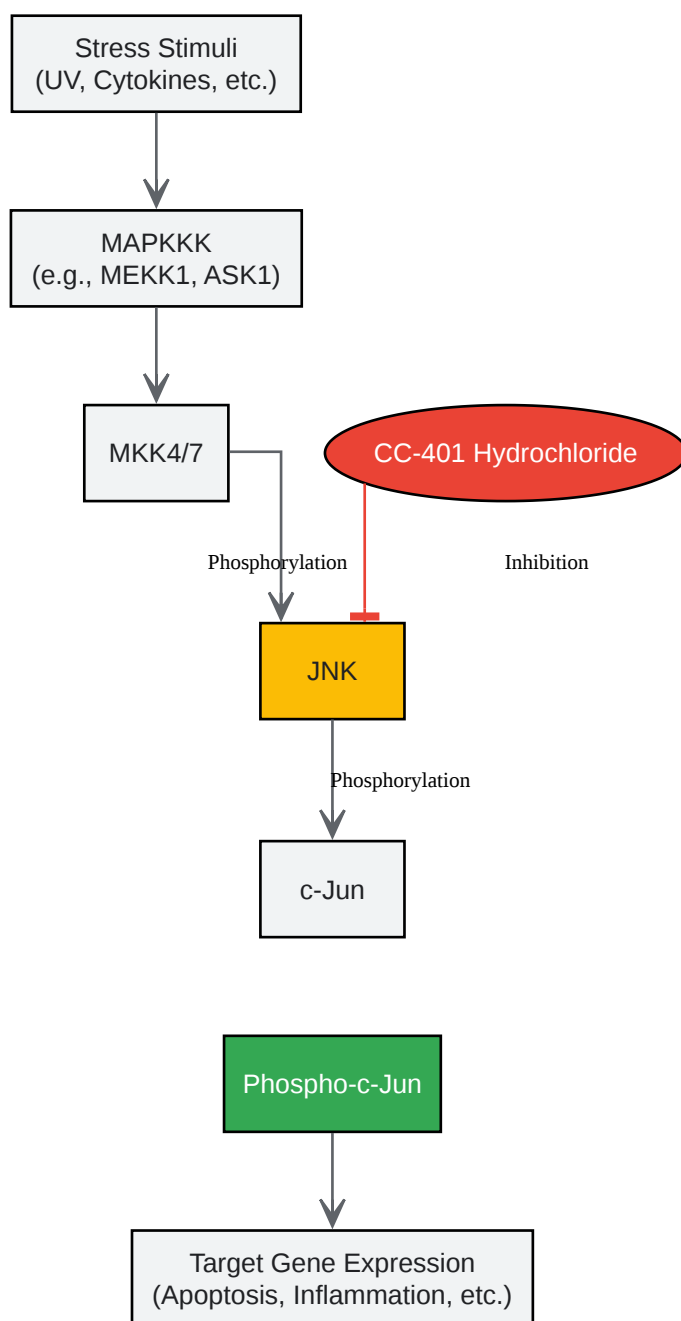 Stress Stimuli
(UV, Cytokines, etc.)
MAPKKK
(e.g., MEKK1, ASK1)
MKK4/7
CC-401 Hydrochloride
Phosphorylation
Inhibition
JNK
Phosphorylation
c-Jun
Phospho-c-Jun
Target Gene Expression
(Apoptosis, Inflammation, etc.)